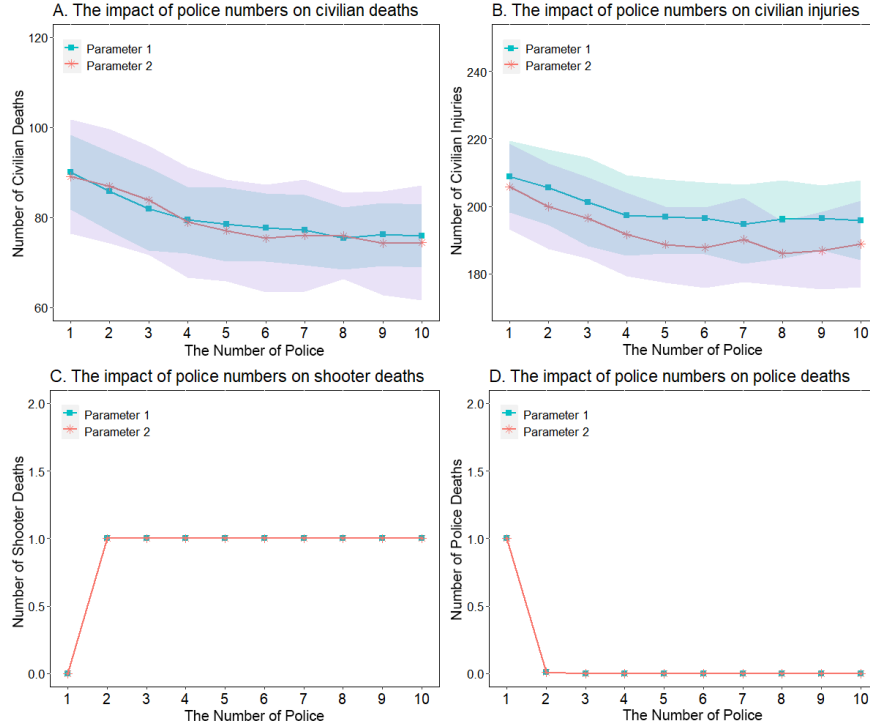 A. The impact of police numbers on civilian deaths
120
100
80
60
Number of Civilian Deaths
Parameter 1
Parameter 2
1 2 3 4 5 6 7 8 9 10
The Number of Police
B. The impact of police numbers on civilian injuries
240
220
200
180
Number of Civilian Injuries
Parameter 1
Parameter 2
1 2 3 4 5 6 7 8 9 10
The Number of Police
C. The impact of police numbers on shooter deaths
2.0
1.5
1.0
0.5
0.0
Number of Shooter Deaths
Parameter 1
Parameter 2
1 2 3 4 5 6 7 8 9 10
The Number of Police
D. The impact of police numbers on police deaths
2.0
1.5
1.0
0.5
0.0
Number of Police Deaths
Parameter 1
Parameter 2
1 2 3 4 5 6 7 8 9 10
The Number of Police